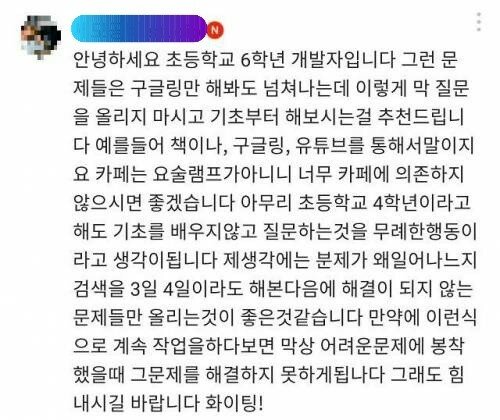 안녕하세요 초등학교 6학년 개발자입니다 그런 문
제들은 구글링만 해봐도 넘쳐나는데 이렇게 막 질문
을 올리지 마시고 기초부터 해보시는걸 추천드립니
다 예를들어 책이나, 구글링, 유튜브를 통해서말이지
요 카페는 요술램프가아니니 너무 카페에 의존하지
않으시면 좋겠습니다 아무리 초등학교 4학년이라고
해도 기초를 배우지않고 질문하는것을 무례한행동이
라고 생각이됩니다 제생각에는 분제가 왜일어나느지
검색을 3일 4일이라도 해본다음에 해결이 되지 않는
문제들만 올리는것이 좋은것같습니다 만약에 이런식
으로 계속 작업을하다보면 막상 어려운문제에 봉착
했을때 그문제를 해결하지 못하게됩나다 그래도 힘
내시길 바랍니다 화이팅!